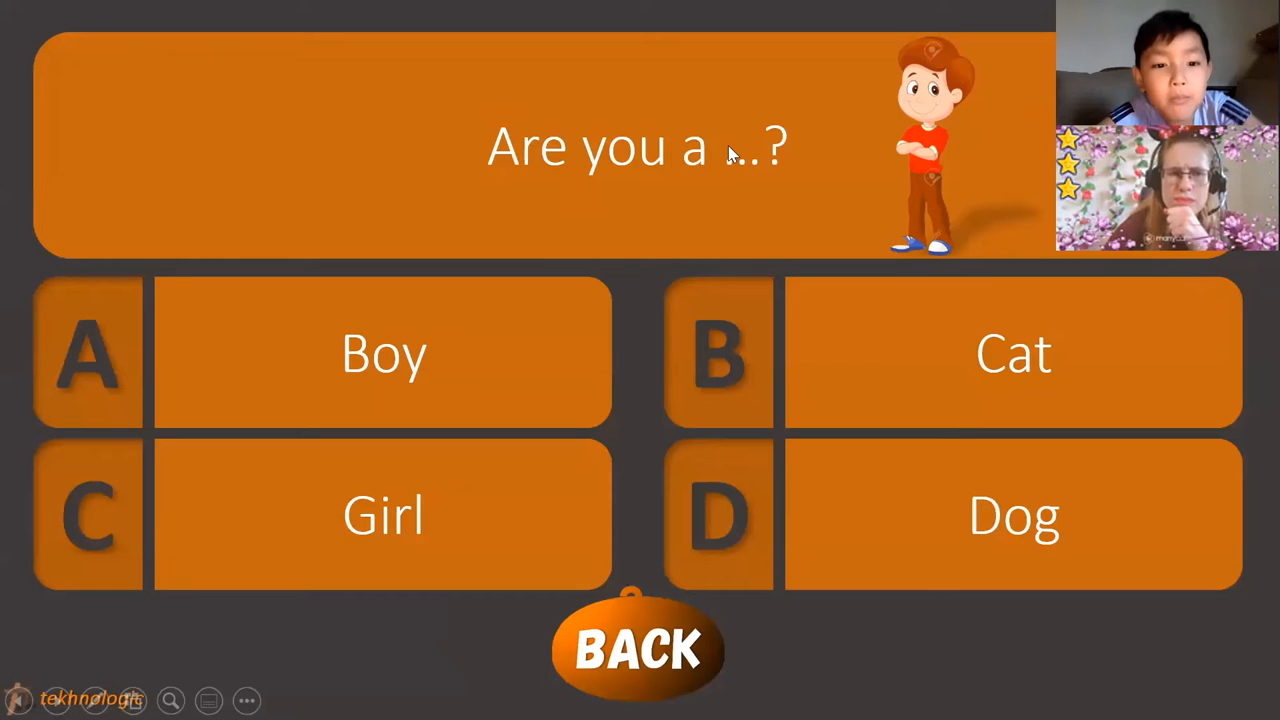 Are you a ...?
A
Boy
B
Cat
C
Girl
D
Dog
BACK
tekhnologic